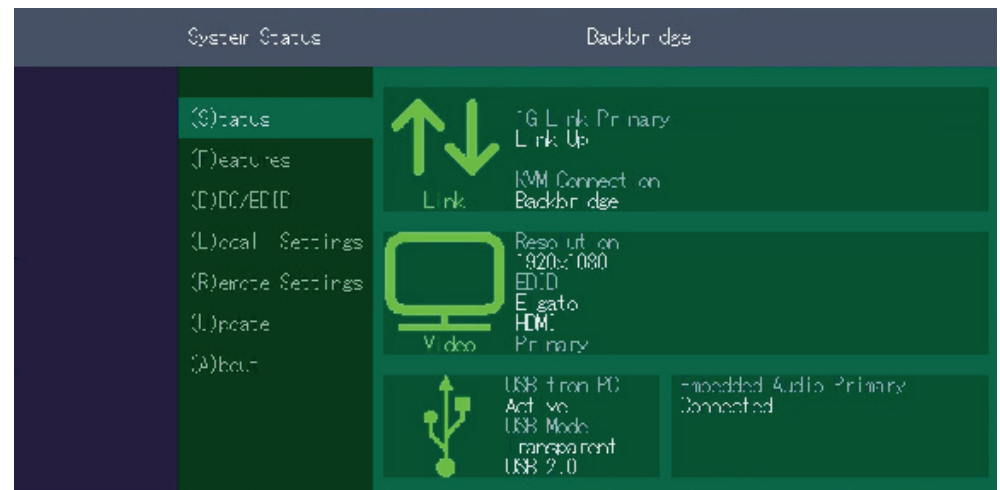 System Status
Backbridge
(S)tatus
(F)eatures
(D)DC/EDID
(L)ocal Settings
(R)emote Settings
(U)pdate
(A)bout
1G Link Primary
Link Up
KVM Connection
Backbridge
Link
Resolution
1920x1080
EDID
Elgato
HDMI
Primary
Video
USB from PC
Active
USB Mode
Transparent
USB 2.0
Embedded Audio Primary
Connected